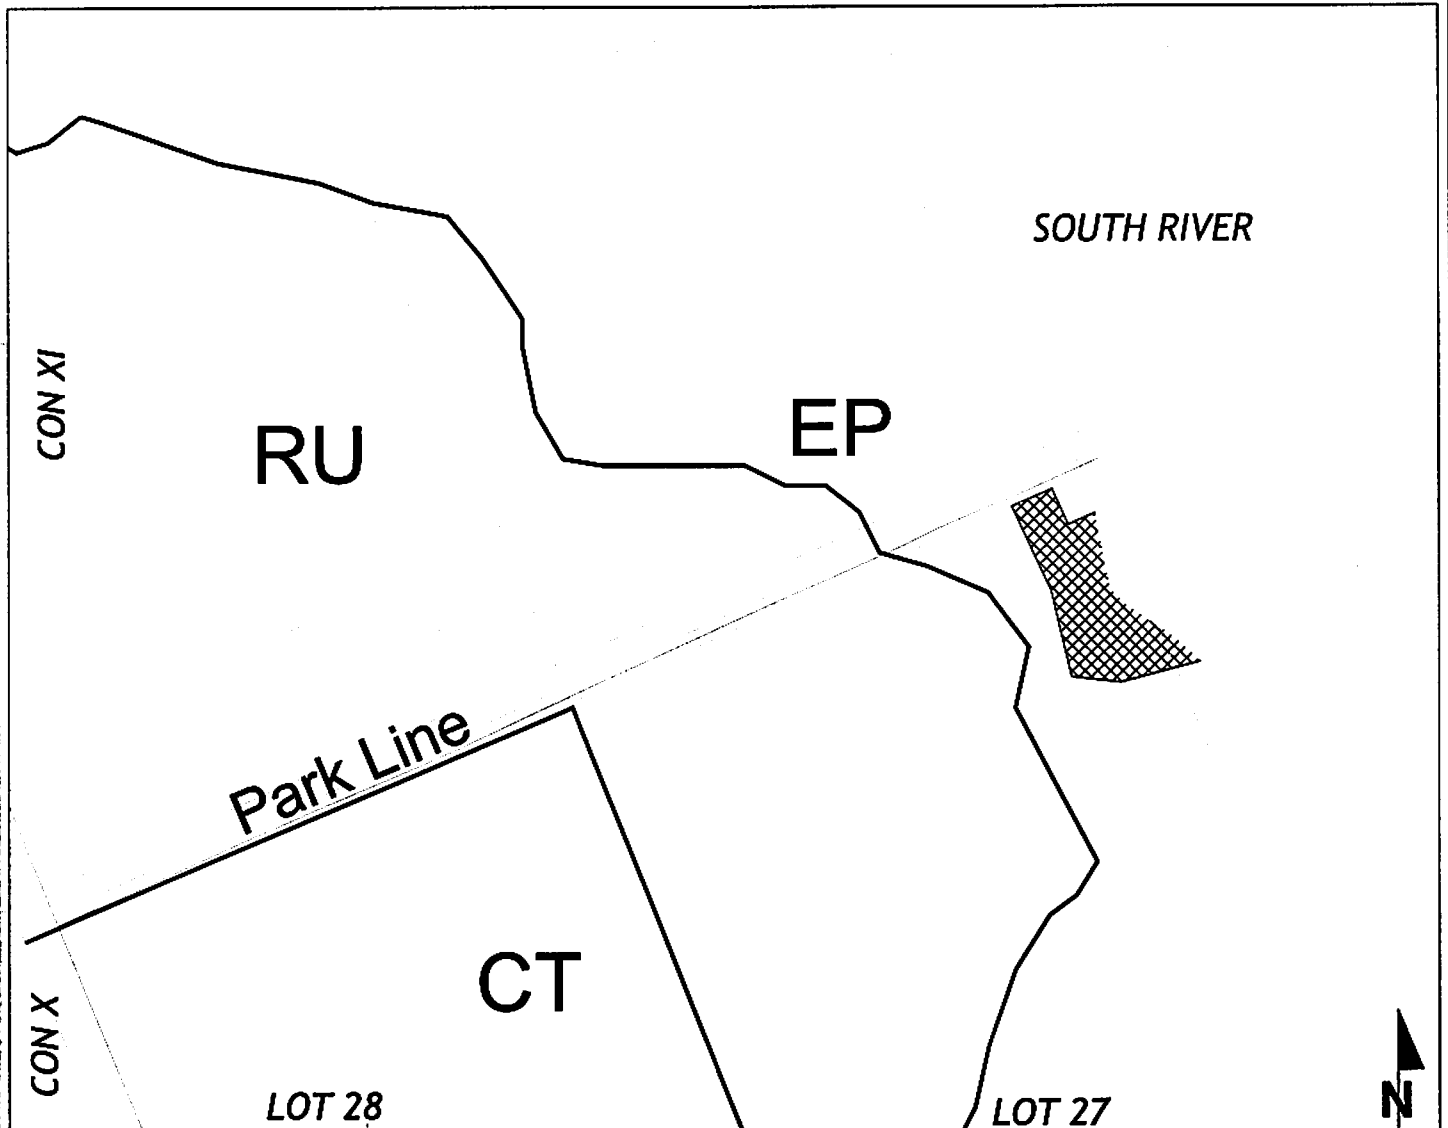 SOUTH RIVER
CON XI
RU
EP
Park Line
CT
CON X
LOT 28
LOT 27
N